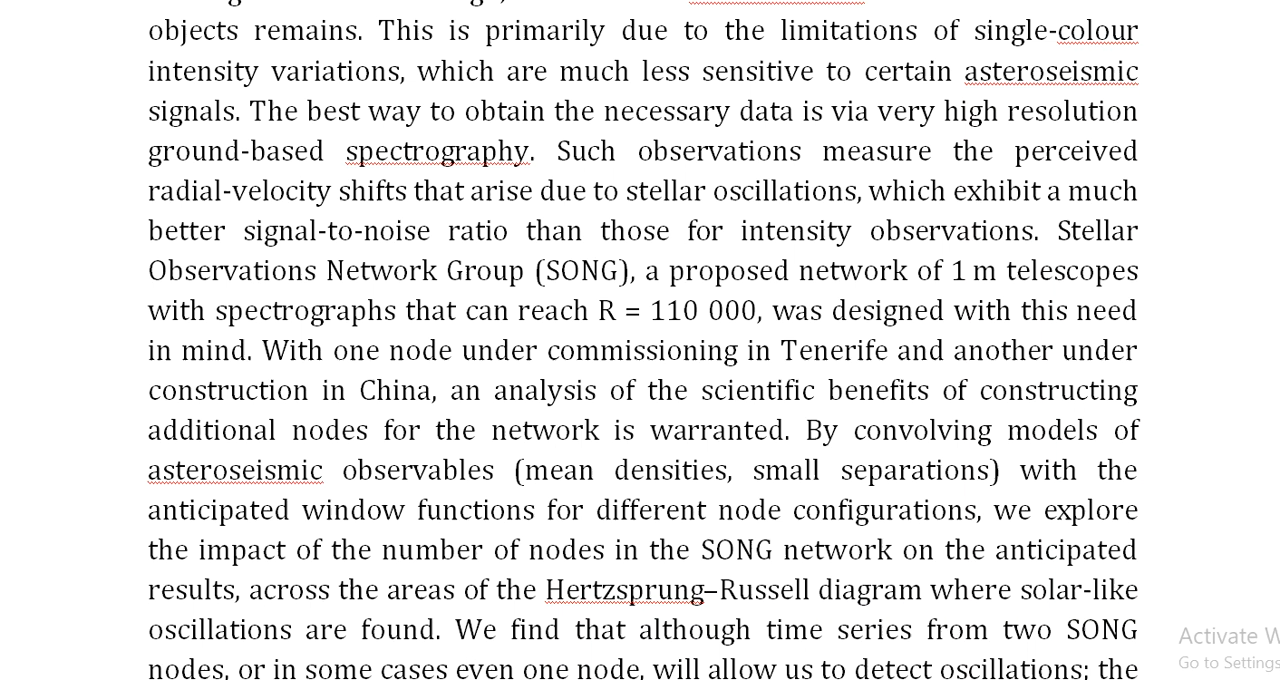 objects remains. This is primarily due to the limitations of single-colour
intensity variations, which are much less sensitive to certain asteroseismic
signals. The best way to obtain the necessary data is via very high resolution
ground-based spectrography. Such observations measure the perceived
radial-velocity shifts that arise due to stellar oscillations, which exhibit a much
better signal-to-noise ratio than those for intensity observations. Stellar
Observations Network Group (SONG), a proposed network of 1 m telescopes
with spectrographs that can reach R = 110 000, was designed with this need
in mind. With one node under commissioning in Tenerife and another under
construction in China, an analysis of the scientific benefits of constructing
additional nodes for the network is warranted. By convolving models of
asteroseismic observables (mean densities, small separations) with the
anticipated window functions for different node configurations, we explore
the impact of the number of nodes in the SONG network on the anticipated
results, across the areas of the Hertzsprung–Russell diagram where solar-like
oscillations are found. We find that although time series from two SONG
nodes, or in some cases even one node, will allow us to detect oscillations; the
Activate W
Go to Settings